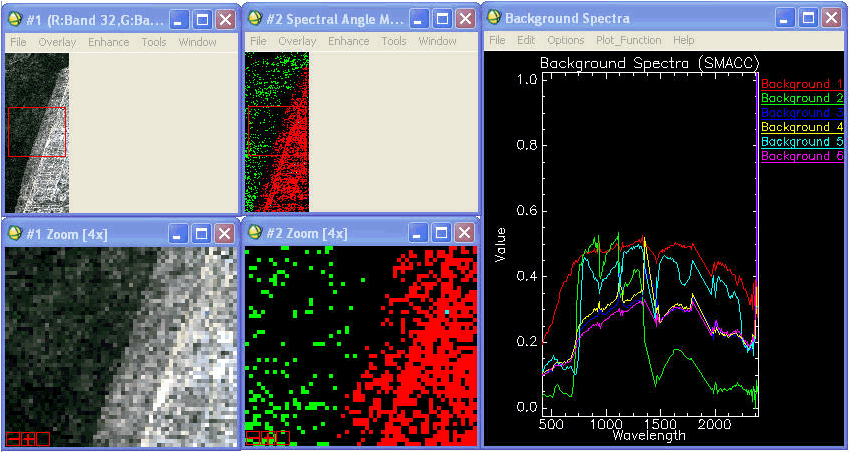 #1 (R:Band 32,G:Ba...
File Overlay Enhance Tools Window
#2 Spectral Angle M...
File Overlay Enhance Tools Window
Background Spectra
File Edit Options Plot_Function Help
Background Spectra (SMACC)
1.0
0.8
0.6
0.4
0.2
0.0
Value
500 1000 1500 2000
Wavelength
Background 1
Background 2
Background 3
Background 4
Background 5
Background 6
#1 Zoom [4x]
#2 Zoom [4x]